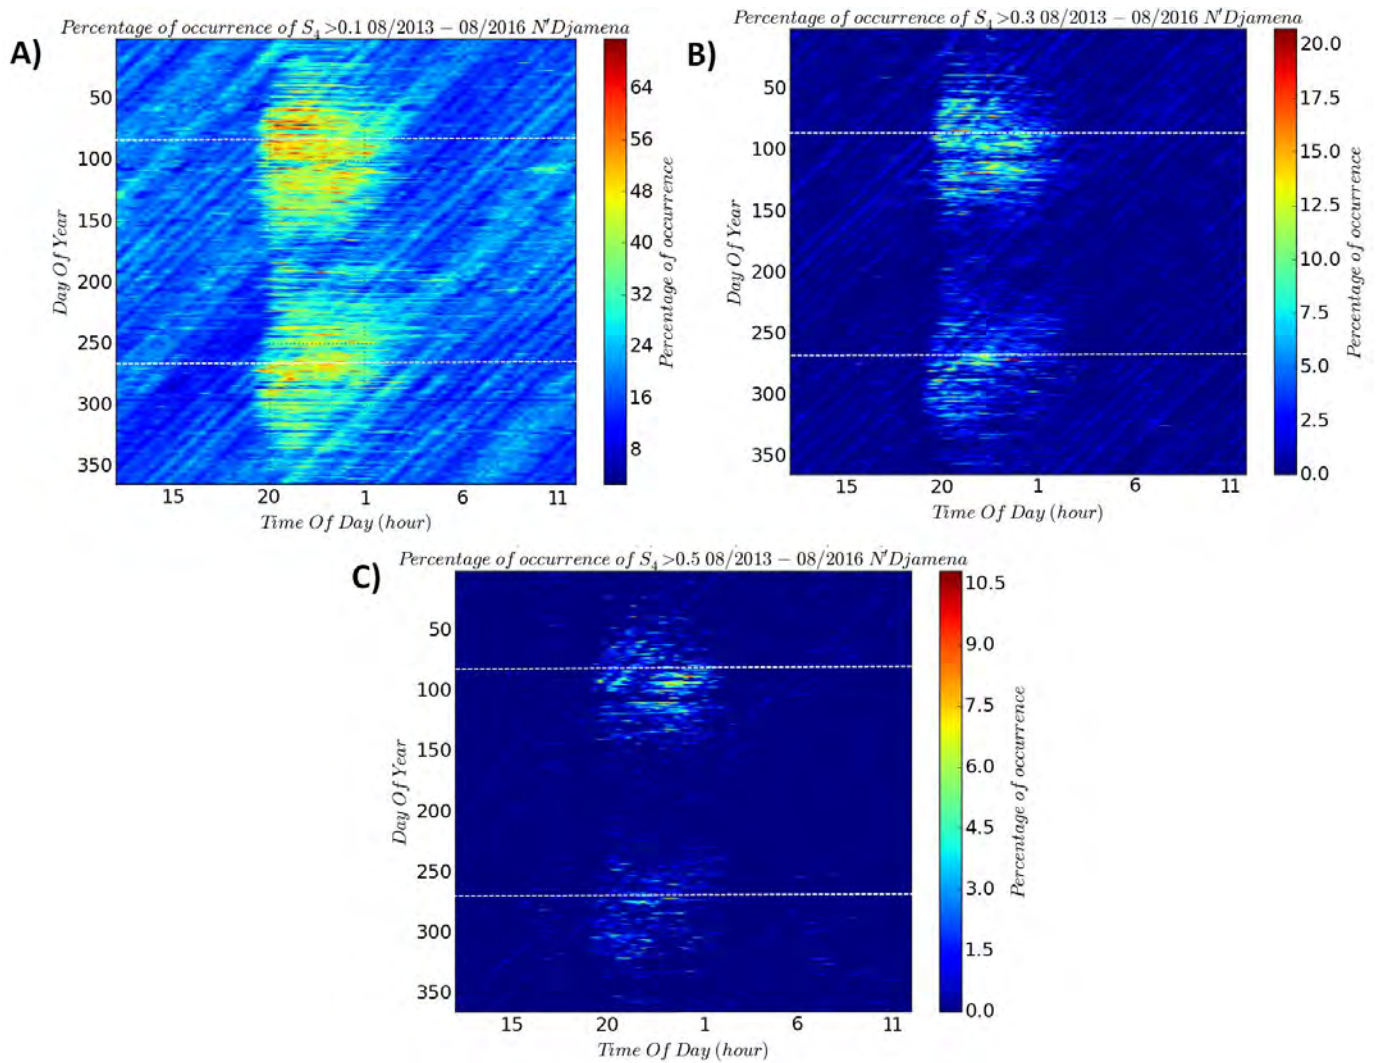 A)
Percentage of occurrence of S4 >0.1 08/2013 − 08/2016 N'Djamena
50
100
150
200
250
300
350
Day Of Year
15 20 1 6 11
Time Of Day (hour)
64
56
48
40
32
24
16
8
Percentage of occurrence
B)
Percentage of occurrence of S4 >0.3 08/2013 − 08/2016 N'Djamena
50
100
150
200
250
300
350
Day Of Year
15 20 1 6 11
Time Of Day (hour)
20.0
17.5
15.0
12.5
10.0
7.5
5.0
2.5
0.0
Percentage of occurrence
C)
Percentage of occurrence of S4 >0.5 08/2013 − 08/2016 N'Djamena
50
100
150
200
250
300
350
Day Of Year
15 20 1 6 11
Time Of Day (hour)
10.5
9.0
7.5
6.0
4.5
3.0
1.5
0.0
Percentage of occurrence